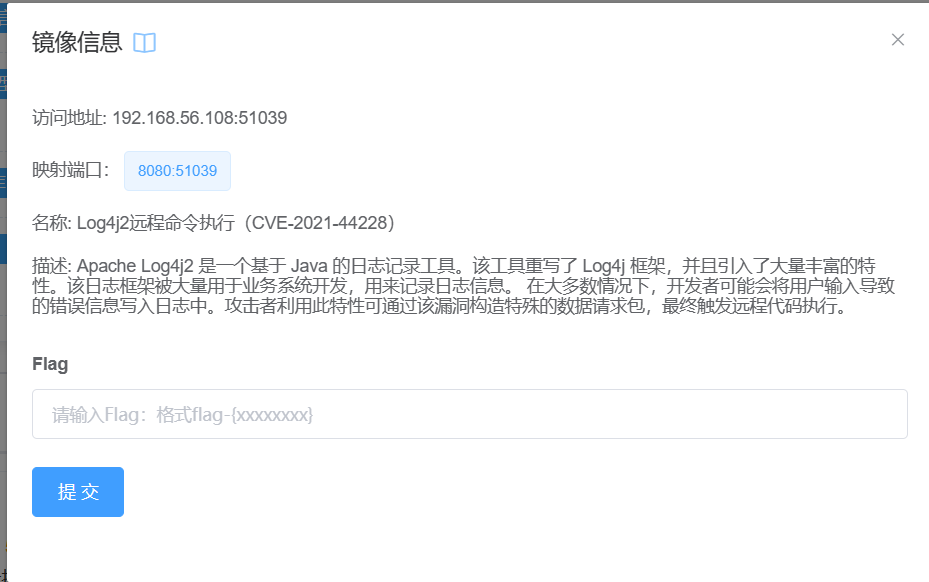 镜像信息
访问地址: 192.168.56.108:51039
映射端口： 8080:51039
名称: Log4j2远程命令执行（CVE-2021-44228）
描述: Apache Log4j2 是一个基于 Java 的日志记录工具。该工具重写了 Log4j 框架，并且引入了大量丰富的特
性。该日志框架被大量用于业务系统开发，用来记录日志信息。 在大多数情况下，开发者可能会将用户输入导致
的错误信息写入日志中。攻击者利用此特性可通过该漏洞构造特殊的数据请求包，最终触发远程代码执行。
Flag
请输入Flag：格式flag-{xxxxxxxx}
提 交